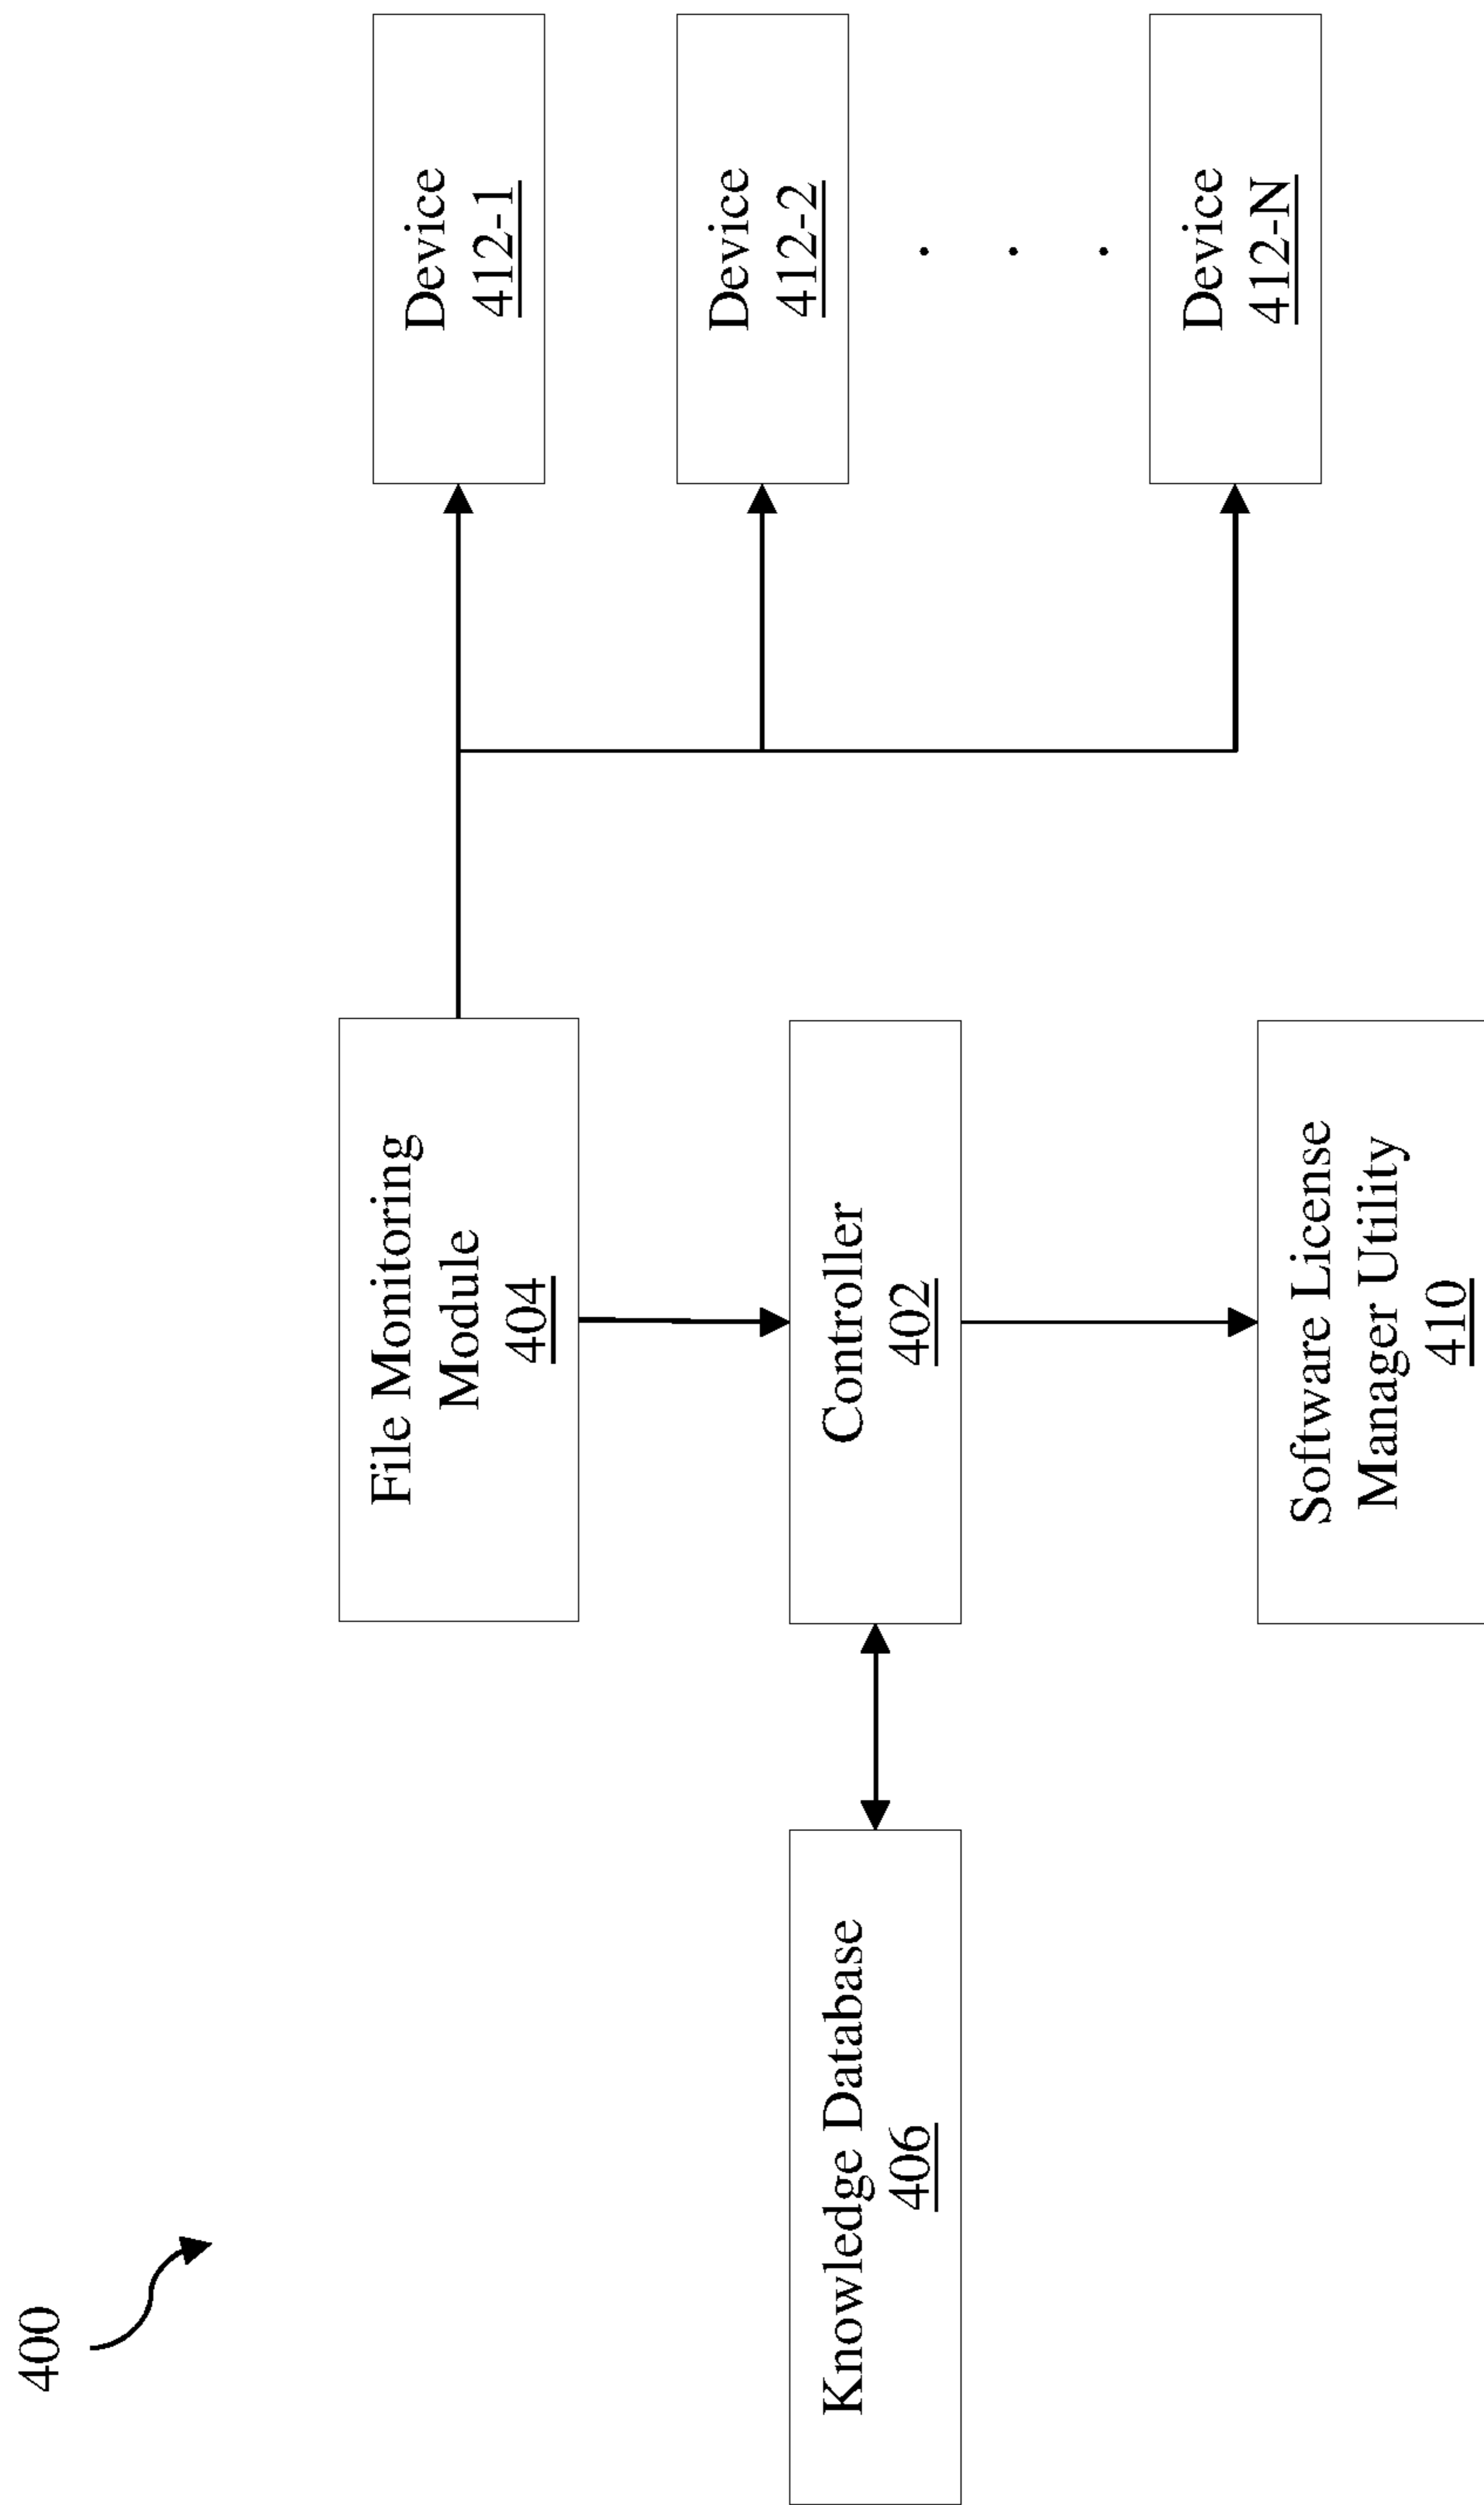 400
File Monitoring
Module
404
Device
412-1
Device
412-2
. . .
Device
412-N
Knowledge Database
406
Controller
402
Software License
Manager Utility
410